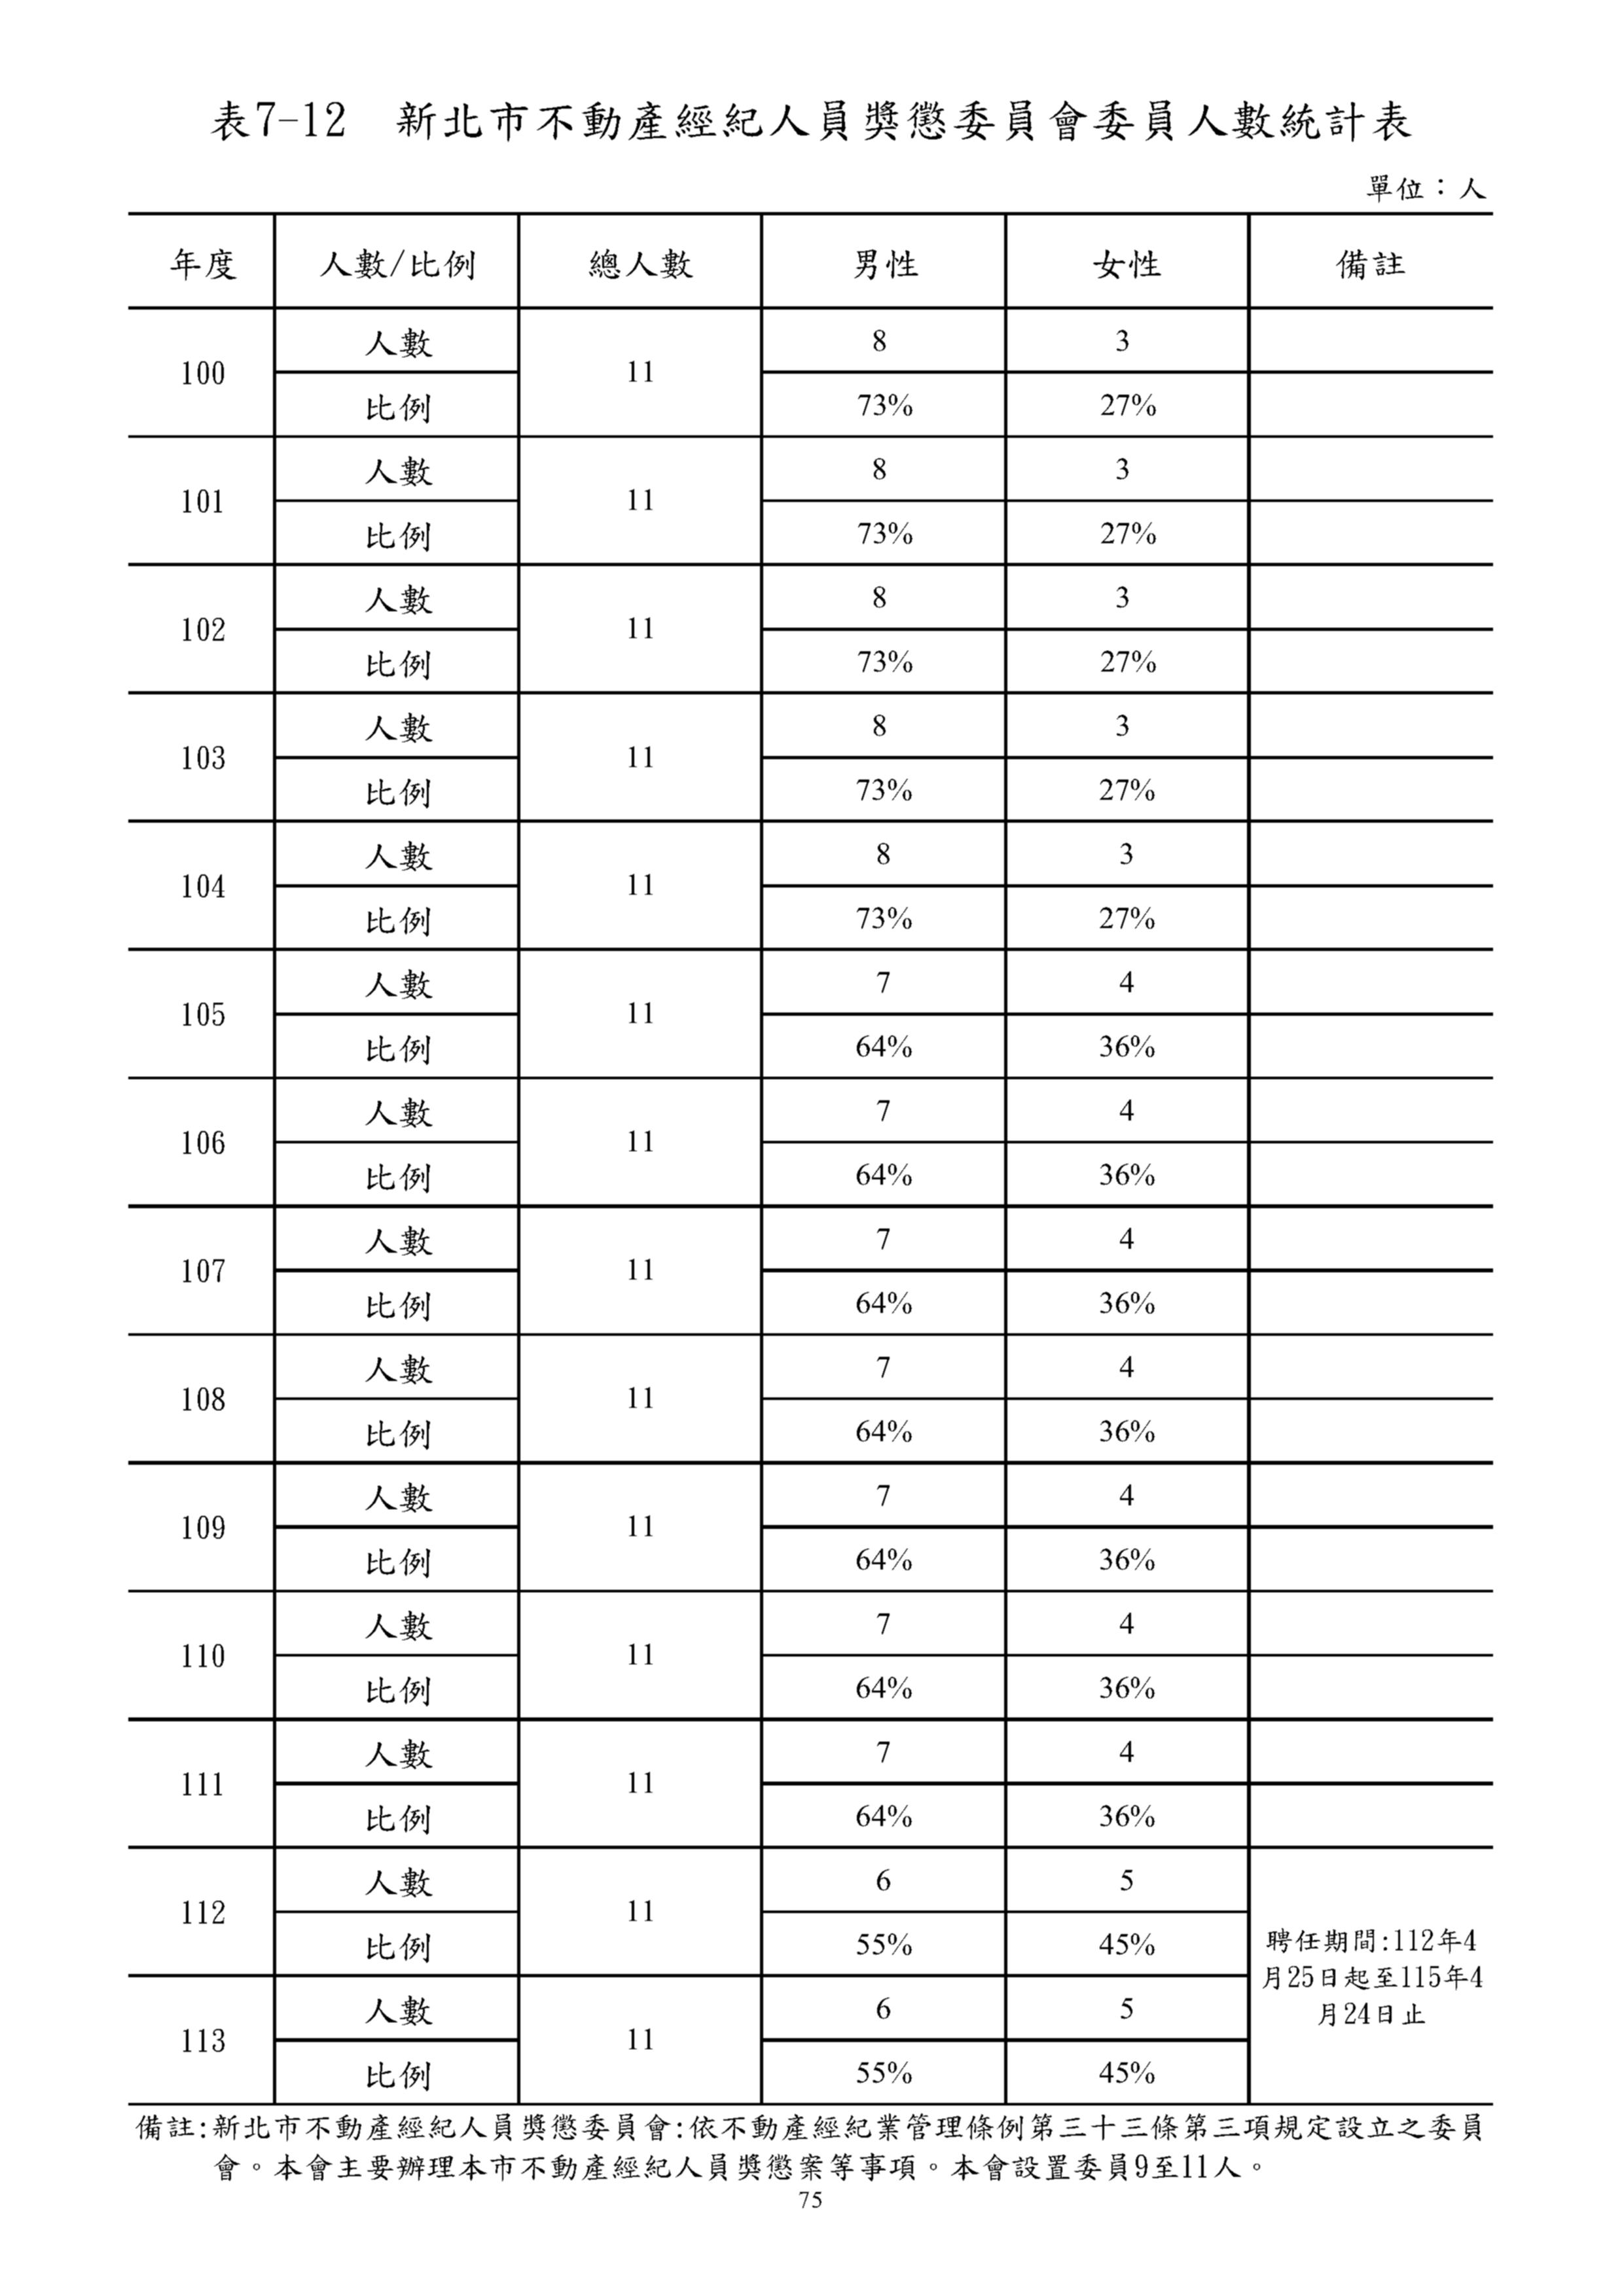 表7-12　新北市不動產經紀人員獎懲委員會委員人數統計表
單位：人
年度 人數/比例 總人數 男性 女性 備註
100 人數 11 8 3
比例 73% 27%
101 人數 11 8 3
比例 73% 27%
102 人數 11 8 3
比例 73% 27%
103 人數 11 8 3
比例 73% 27%
104 人數 11 8 3
比例 73% 27%
105 人數 11 7 4
比例 64% 36%
106 人數 11 7 4
比例 64% 36%
107 人數 11 7 4
比例 64% 36%
108 人數 11 7 4
比例 64% 36%
109 人數 11 7 4
比例 64% 36%
110 人數 11 7 4
比例 64% 36%
111 人數 11 7 4
比例 64% 36%
112 人數 11 6 5
比例 55% 45%
聘任期間:112年4
月25日起至115年4
月24日止
113 人數 11 6 5
比例 55% 45%
備註:新北市不動產經紀人員獎懲委員會:依不動產經紀業管理條例第三十三條第三項規定設立之委員
會。本會主要辦理本市不動產經紀人員獎懲案等事項。本會設置委員9至11人。
75